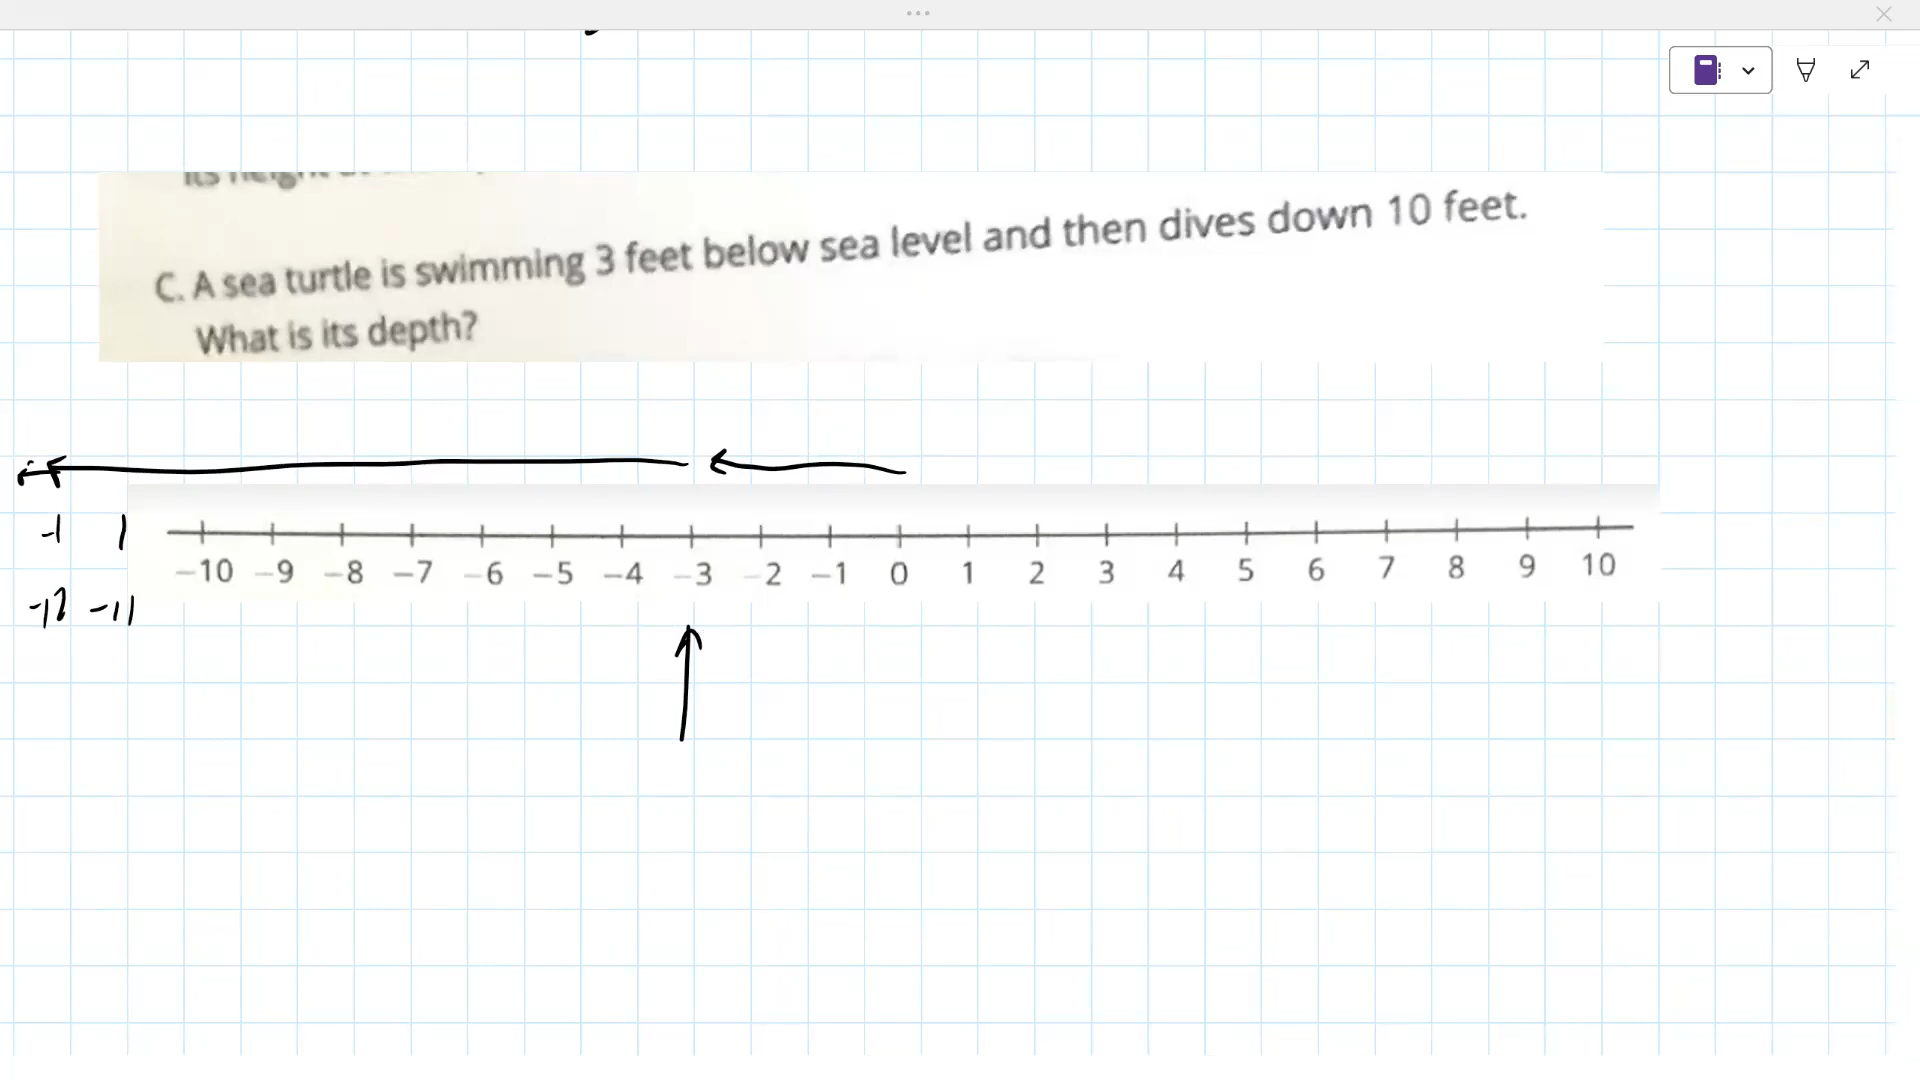 C. A sea turtle is swimming 3 feet below sea level and then dives down 10 feet.
What is its depth?
−10 −9 −8 −7 −6 −5 −4 −3 −2 −1 0 1 2 3 4 5 6 7 8 9 10
-12 -11